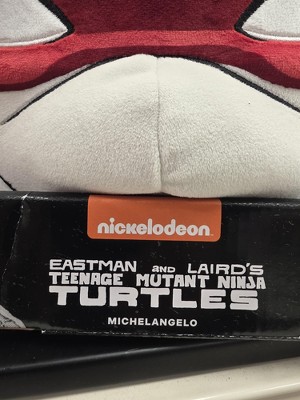 nickelodeon
EASTMAN AND LAIRD'S
TEENAGE MUTANT NINJA
TURTLES
MICHELANGELO